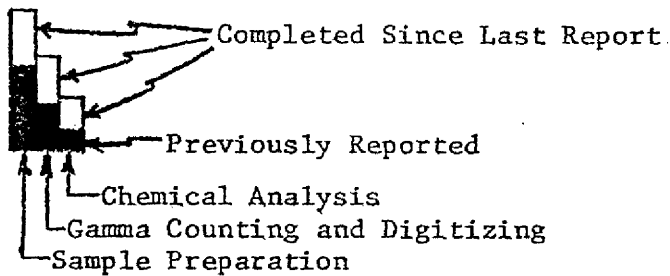 Completed Since Last Report
Previously Reported
Chemical Analysis
Gamma Counting and Digitizing
Sample Preparation